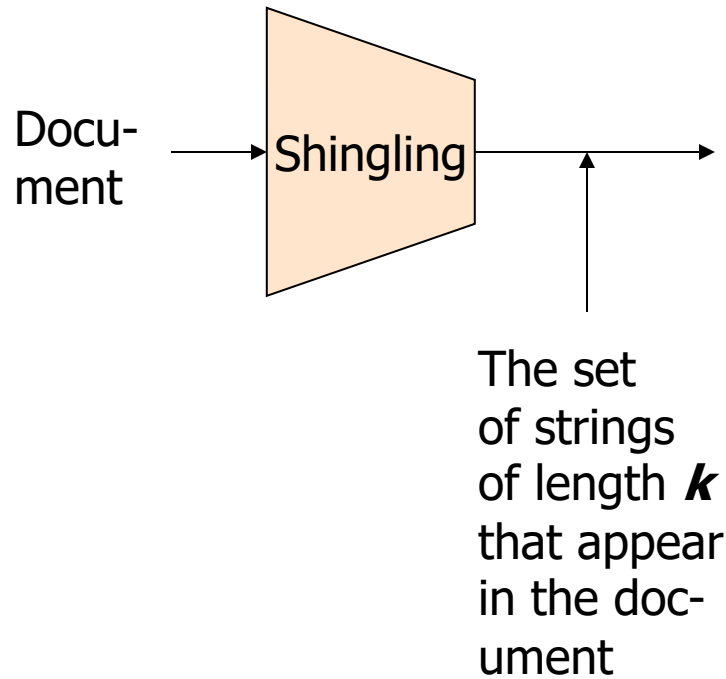 Docu-
ment
Shingling
The set
of strings
of length k
that appear
in the doc-
ument